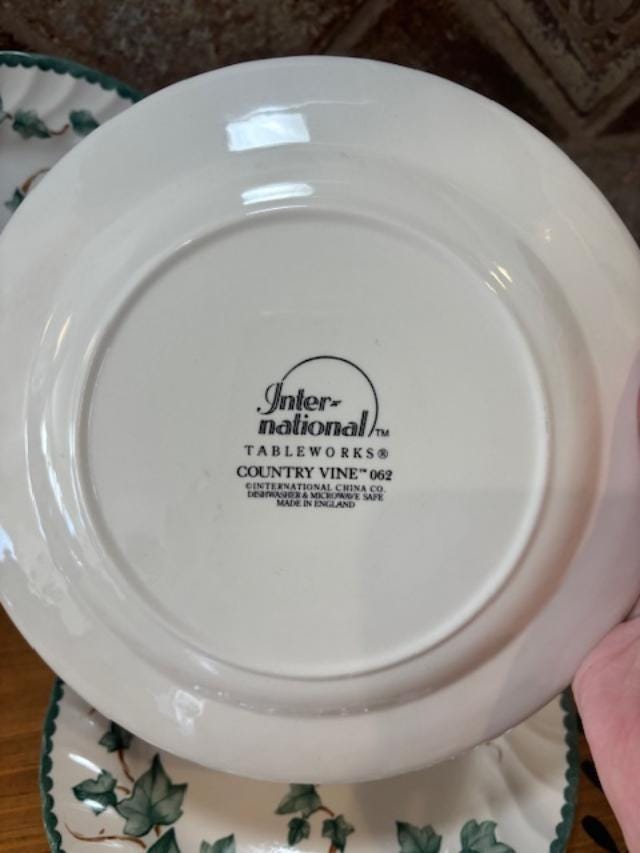 Inter-
national™
TABLEWORKS®
COUNTRY VINE™ 062
©INTERNATIONAL CHINA CO.
DISHWASHER & MICROWAVE SAFE
MADE IN ENGLAND